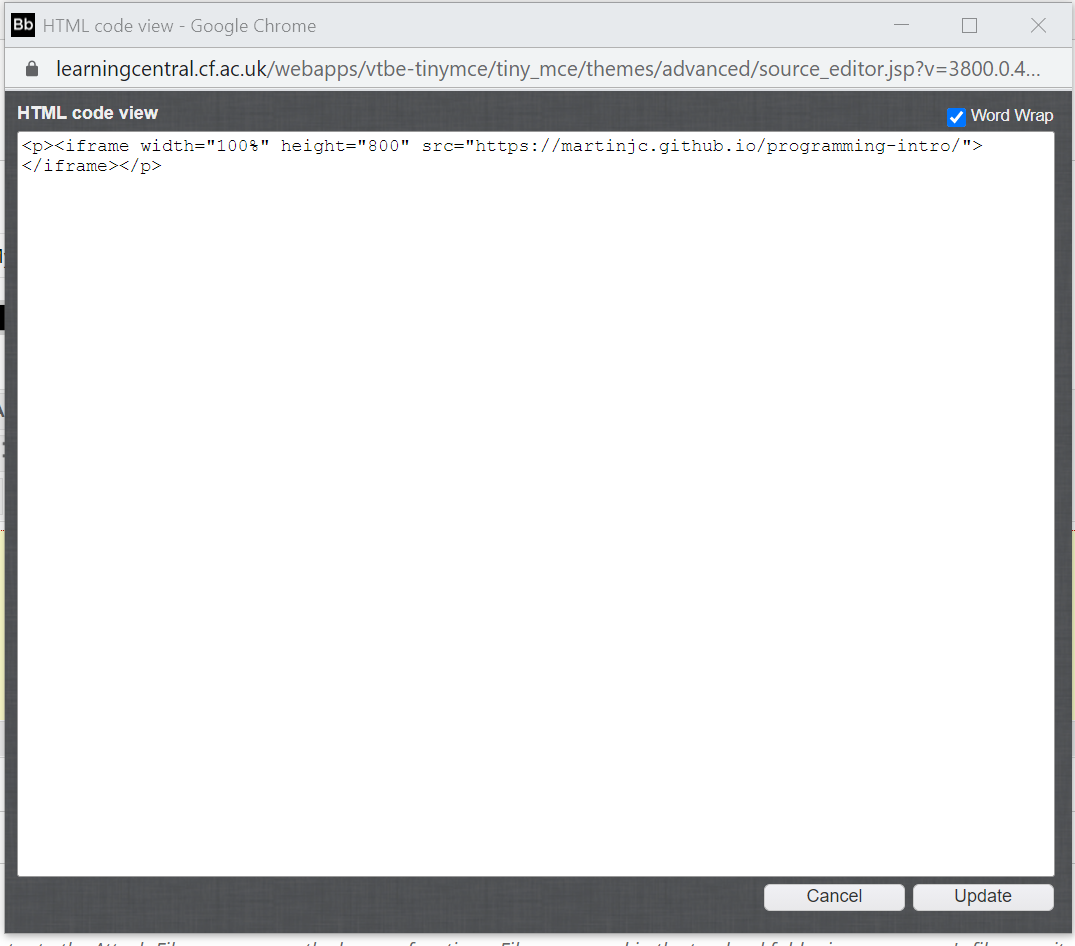 Bb HTML code view - Google Chrome
learningcentral.cf.ac.uk/webapps/vtbe-tinymce/tiny_mce/themes/advanced/source_editor.jsp?v=3800.0.4...
HTML code view
Word Wrap
<p><iframe width="100%" height="800" src="https://martinjc.github.io/programming-intro/">
</iframe></p>
Cancel Update